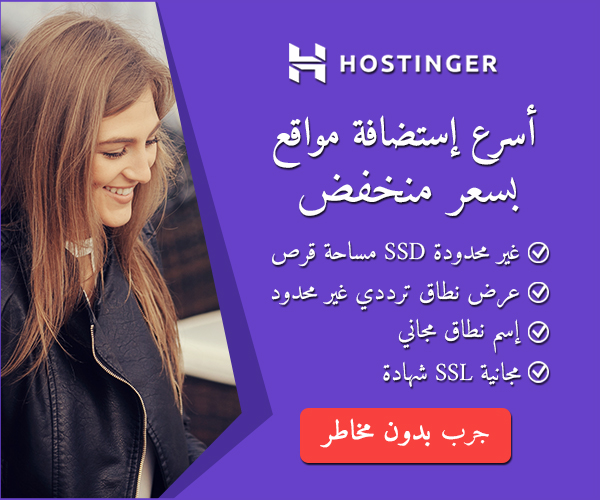 HOSTINGER
أسرع إستضافة مواقع
بسعر منخفض
غير محدودة SSD مساحة قرص
عرض نطاق ترددي غير محدود
إسم نطاق مجاني
مجانية SSL شهادة
جرب بدون مخاطر